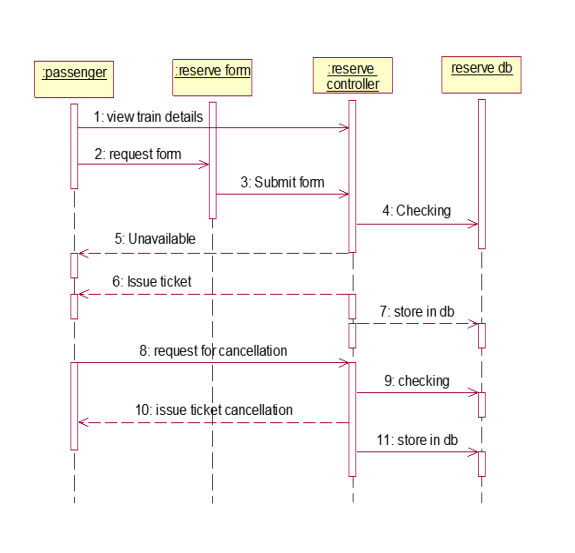 :passenger
:reserve form
:reserve
controller
reserve db
1: view train details
2: request form
3: Submit form
4: Checking
5: Unavailable
6: Issue ticket
7: store in db
8: request for cancellation
9: checking
10: issue ticket cancellation
11: store in db